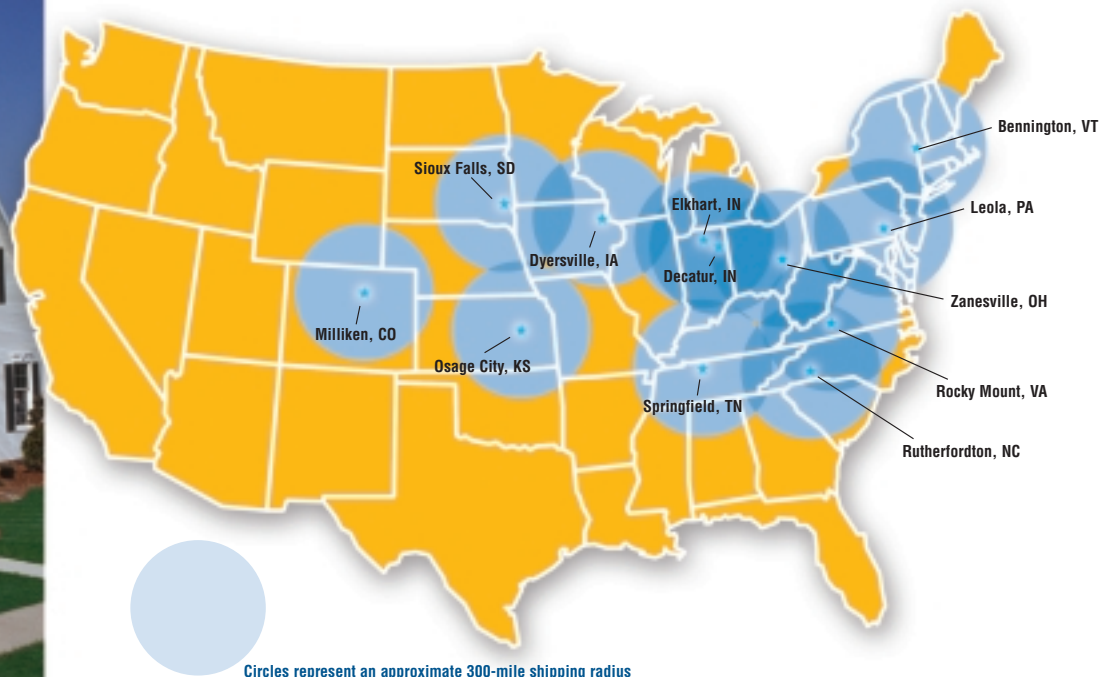 Bennington, VT
Sioux Falls, SD
Elkhart, IN
Leola, PA
Dyersville, IA
Decatur, IN
Zanesville, OH
Milliken, CO
Osage City, KS
Rocky Mount, VA
Springfield, TN
Rutherfordton, NC
Circles represent an approximate 300-mile shipping radius